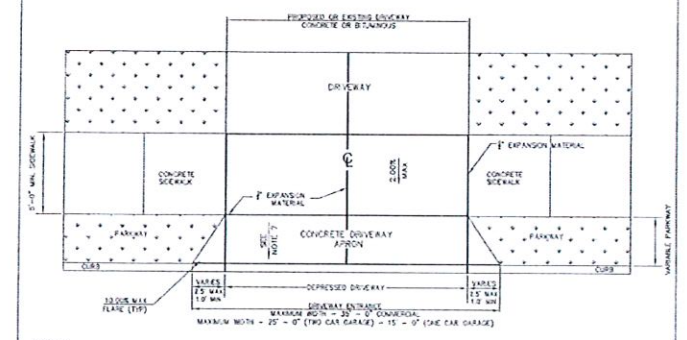 PROPOSED OR EXISTING DRIVEWAY
CONCRETE OR BITUMINOUS
DRIVEWAY
5'-0" MIN. SIDEWALK
CONCRETE
SIDEWALK
EXPANSION
MATERIAL
℄
2.00%
MAX
EXPANSION MATERIAL
CONCRETE
SIDEWALK
PARKWAY
SEE
NOTE 7
CONCRETE DRIVEWAY
APRON
PARKWAY
VARIABLE PARKWAY
CURB
CURB
10.00% MAX
FLARE (TYP)
VARIES
2.5' MAX
1.0' MIN
DEPRESSED DRIVEWAY
VARIES
2.5' MAX
1.0' MIN
DRIVEWAY ENTRANCE
MAXIMUM WIDTH - 35' - 0" COMMERCIAL
MAXIMUM WIDTH - 25' - 0" (TWO CAR GARAGE) - 15' - 0" (ONE CAR GARAGE)